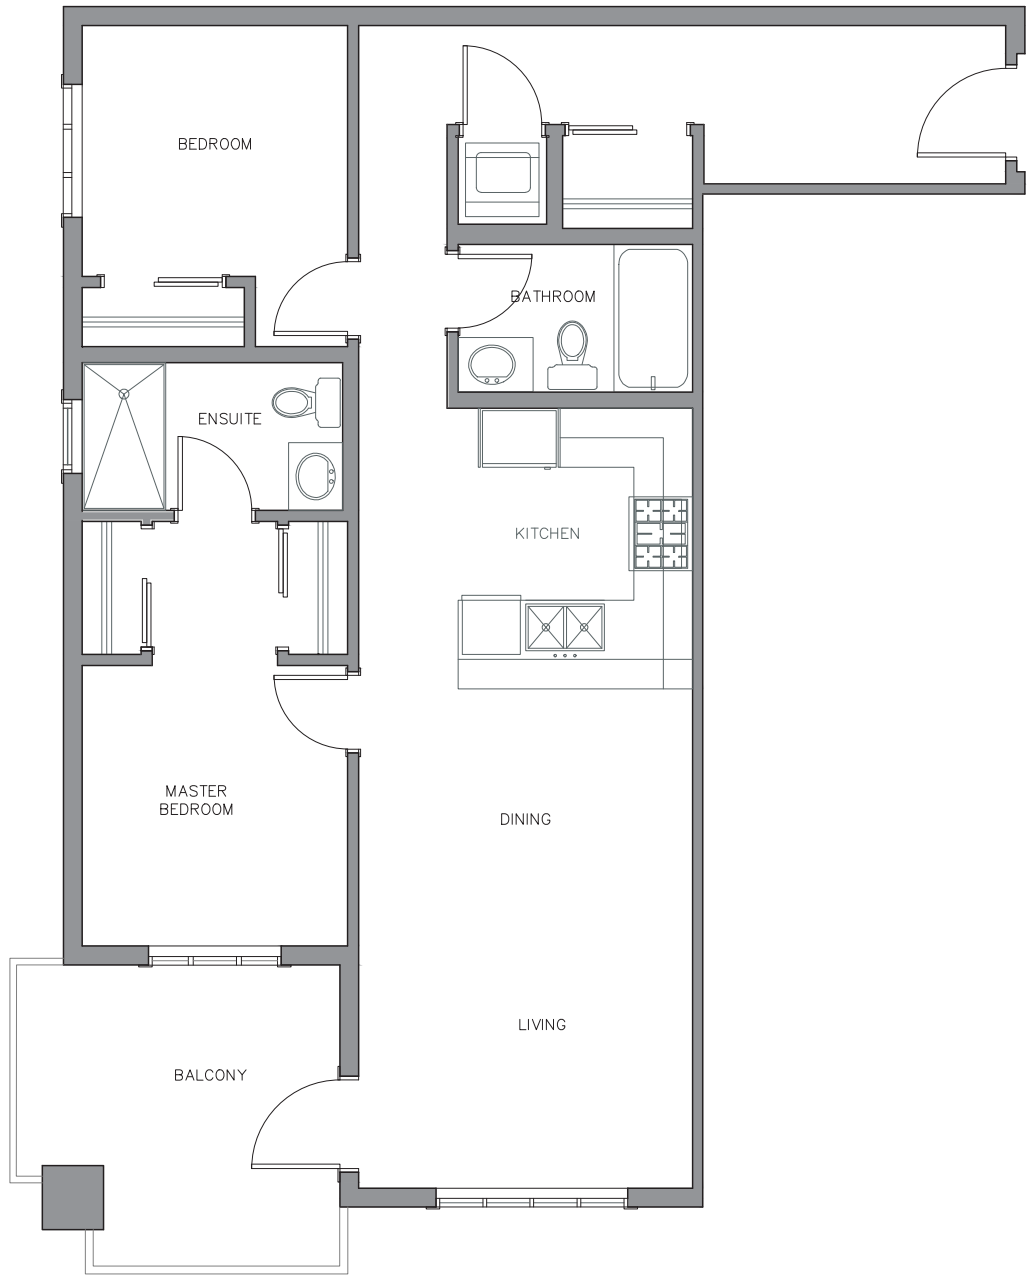 BEDROOM
BATHROOM
ENSUITE
KITCHEN
MASTER
BEDROOM
DINING
LIVING
BALCONY